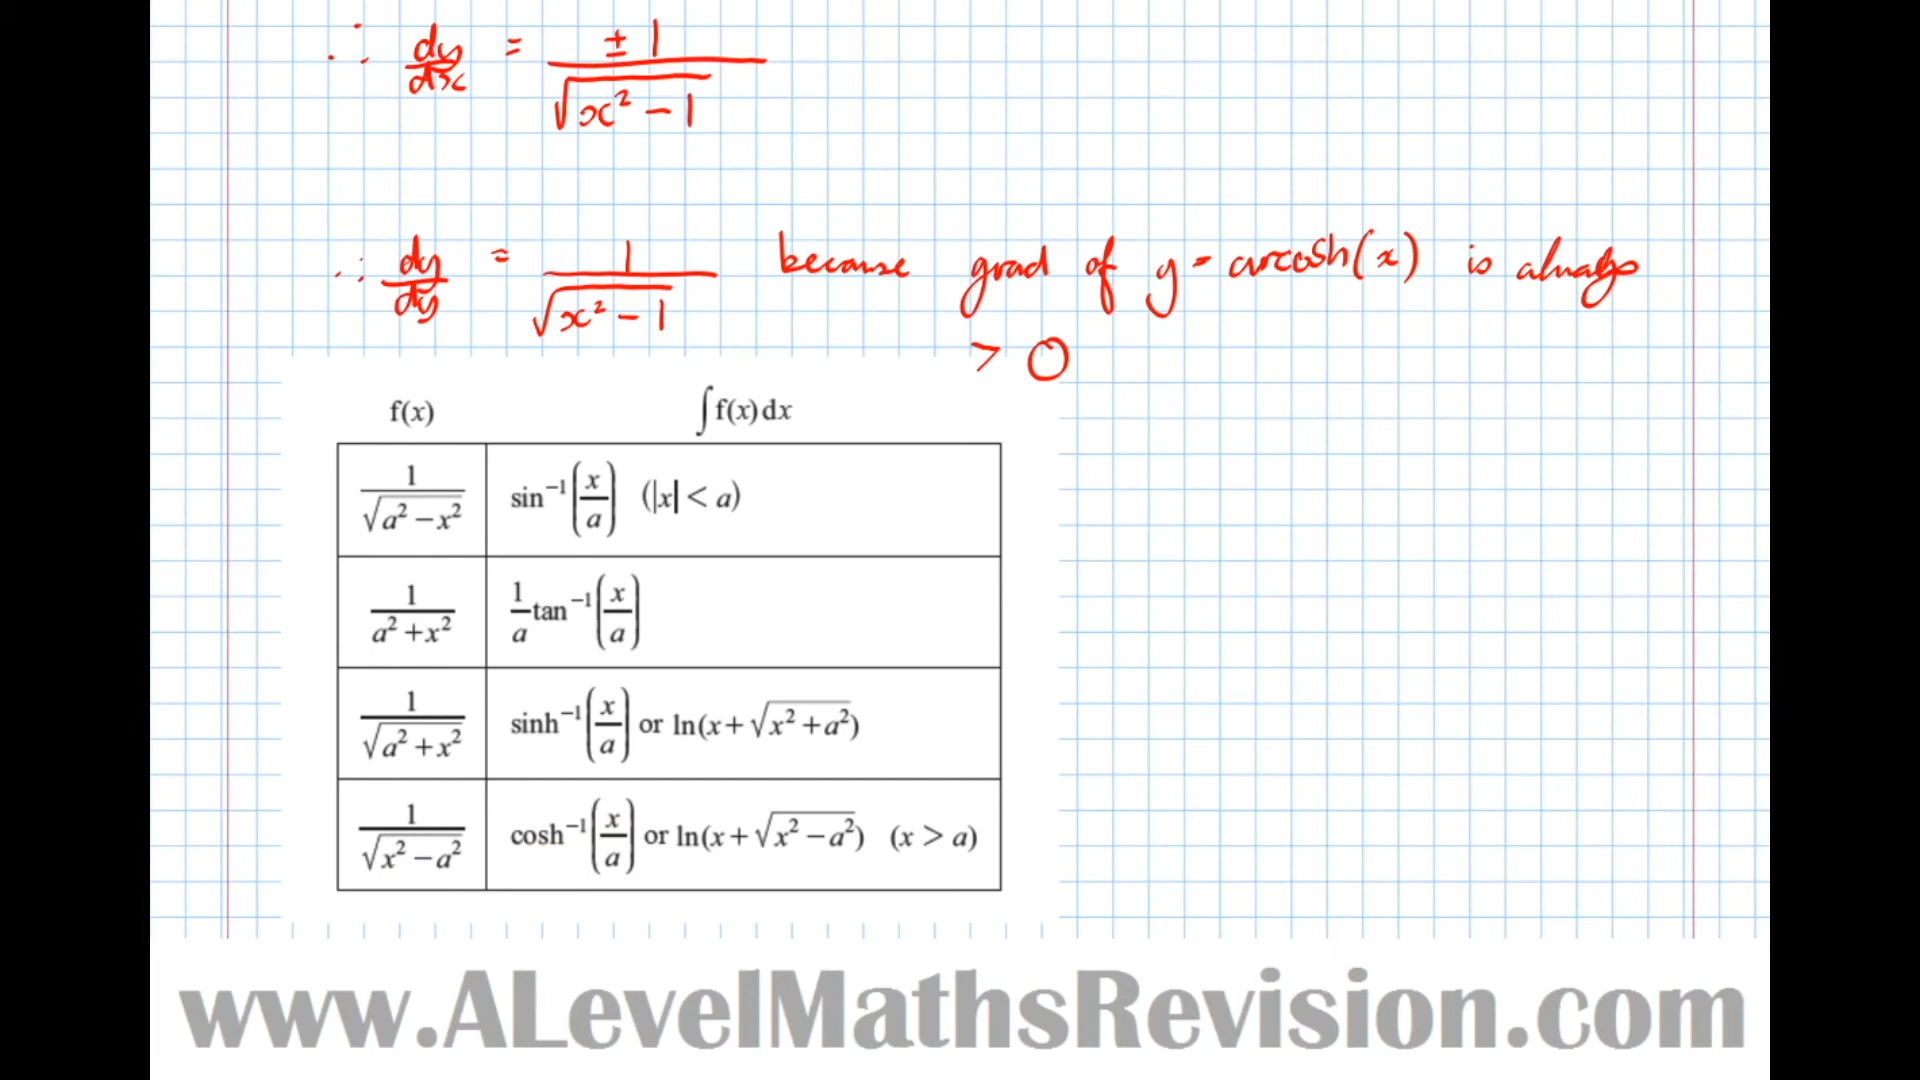 ∴ dy/dx = ±1/√(x² − 1)
∴ dy/dy = 1/√(x² − 1) because grad of y = arcosh(x) is always
> 0
f(x) ∫f(x) dx
1/√(a² − x²) sin⁻¹(x/a) (|x| < a)
1/(a² + x²) 1/a tan⁻¹(x/a)
1/√(a² + x²) sinh⁻¹(x/a) or ln(x + √(x² + a²))
1/√(x² − a²) cosh⁻¹(x/a) or ln(x + √(x² − a²)) (x > a)
www.ALevelMathsRevision.com